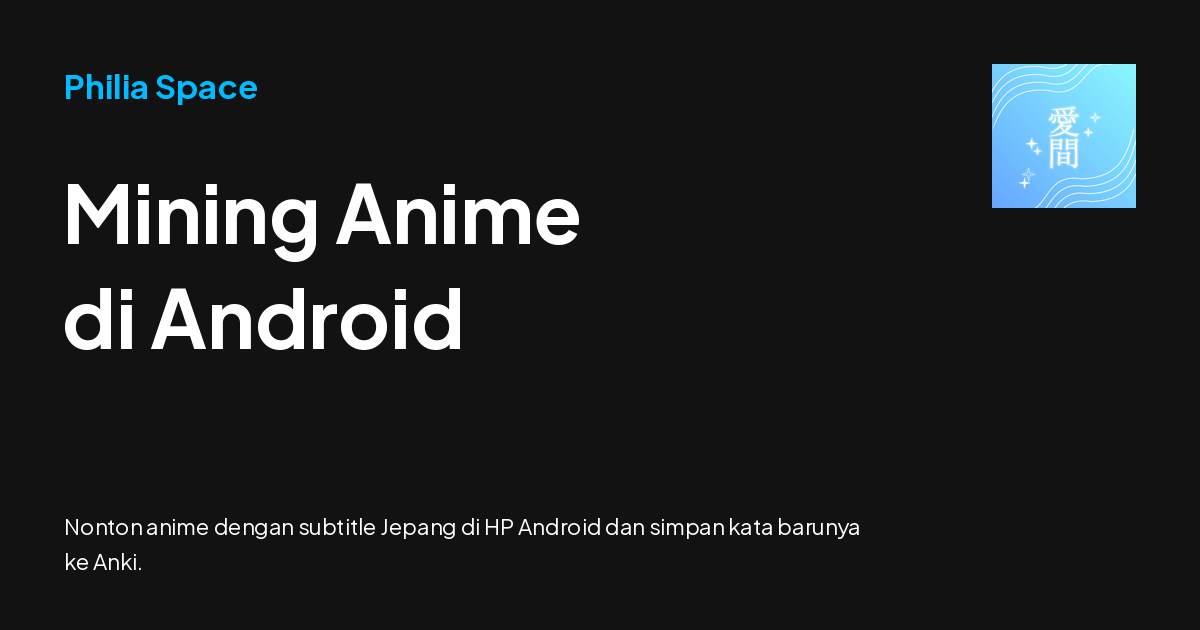 Philia Space
愛
間
Mining Anime
di Android
Nonton anime dengan subtitle Jepang di HP Android dan simpan kata barunya
ke Anki.